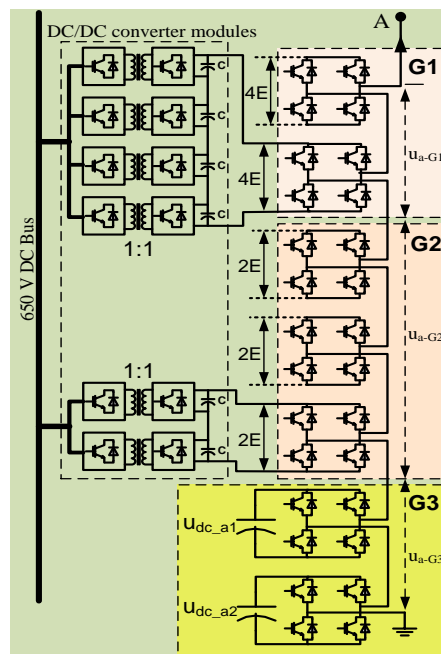 A
DC/DC converter modules
G1
C
4E
C
u_a-G1
C
4E
C
1:1
G2
2E
650 V DC Bus
2E
u_a-G2
1:1
C
2E
C
G3
u_dc_a1
u_a-G3
u_dc_a2